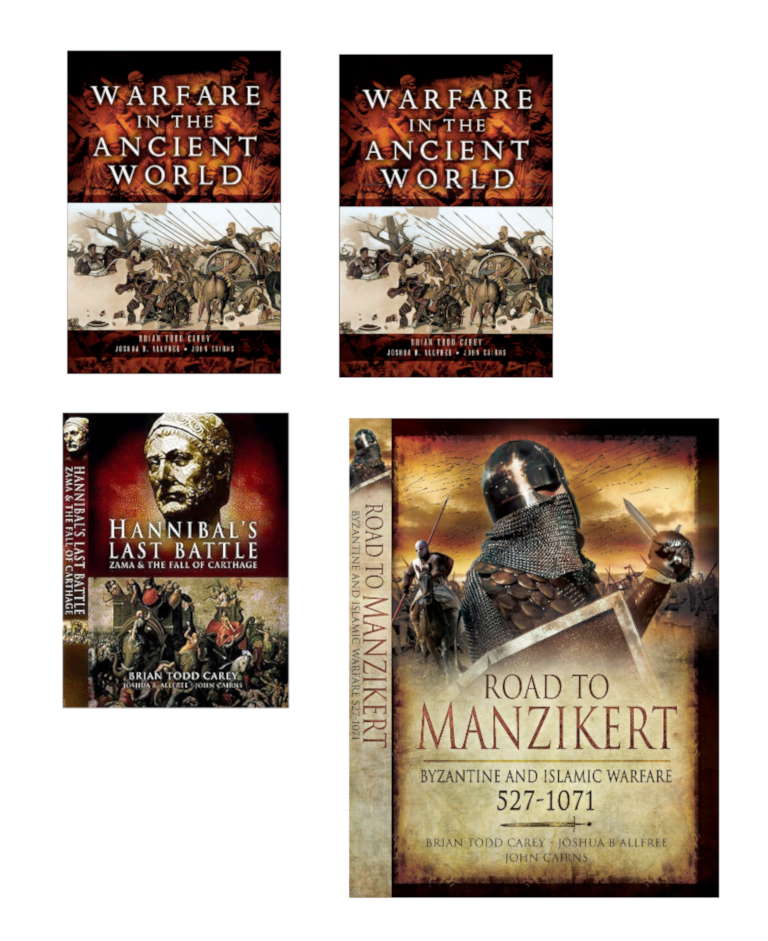 WARFARE
IN THE
ANCIENT
WORLD
BRIAN TODD CAREY
JOSHUA B. ALLFREE • JOHN CAIRNS
WARFARE
IN THE
ANCIENT
WORLD
BRIAN TODD CAREY
JOSHUA B. ALLFREE • JOHN CAIRNS
HANNIBAL'S LAST BATTLE
ZAMA & THE FALL OF CARTHAGE
HANNIBAL'S
LAST BATTLE
ZAMA & THE FALL OF CARTHAGE
BRIAN TODD CAREY
JOSHUA B. ALLFREE · JOHN CAIRNS
ROAD TO MANZIKERT
BYZANTINE AND ISLAMIC WARFARE 527-1071
ROAD TO
MANZIKERT
BYZANTINE AND ISLAMIC WARFARE
527-1071
BRIAN TODD CAREY · JOSHUA B ALLFREE
JOHN CAIRNS